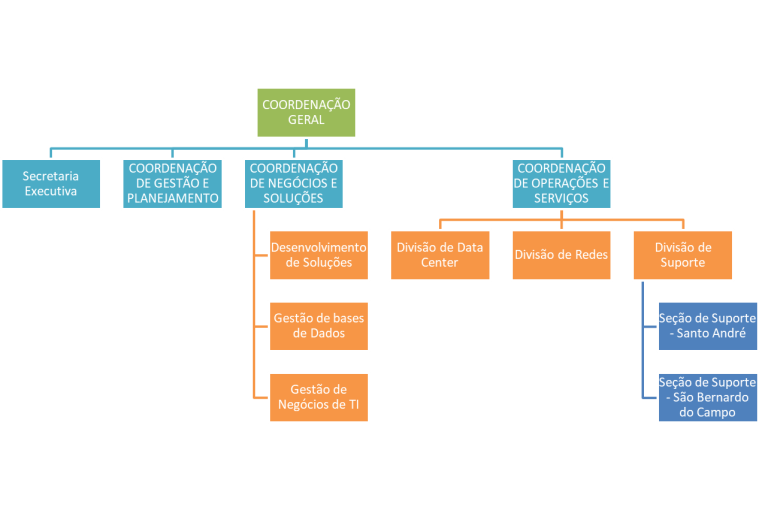 COORDENAÇÃO
GERAL
Secretaria
Executiva
COORDENAÇÃO
DE GESTÃO E
PLANEJAMENTO
COORDENAÇÃO
DE NEGÓCIOS E
SOLUÇÕES
COORDENAÇÃO
DE OPERAÇÕES E
SERVIÇOS
Desenvolvimento
de Soluções
Gestão de bases
de Dados
Gestão de
Negócios de TI
Divisão de Data
Center
Divisão de Redes
Divisão de
Suporte
Seção de Suporte
- Santo André
Seção de Suporte
- São Bernardo
do Campo